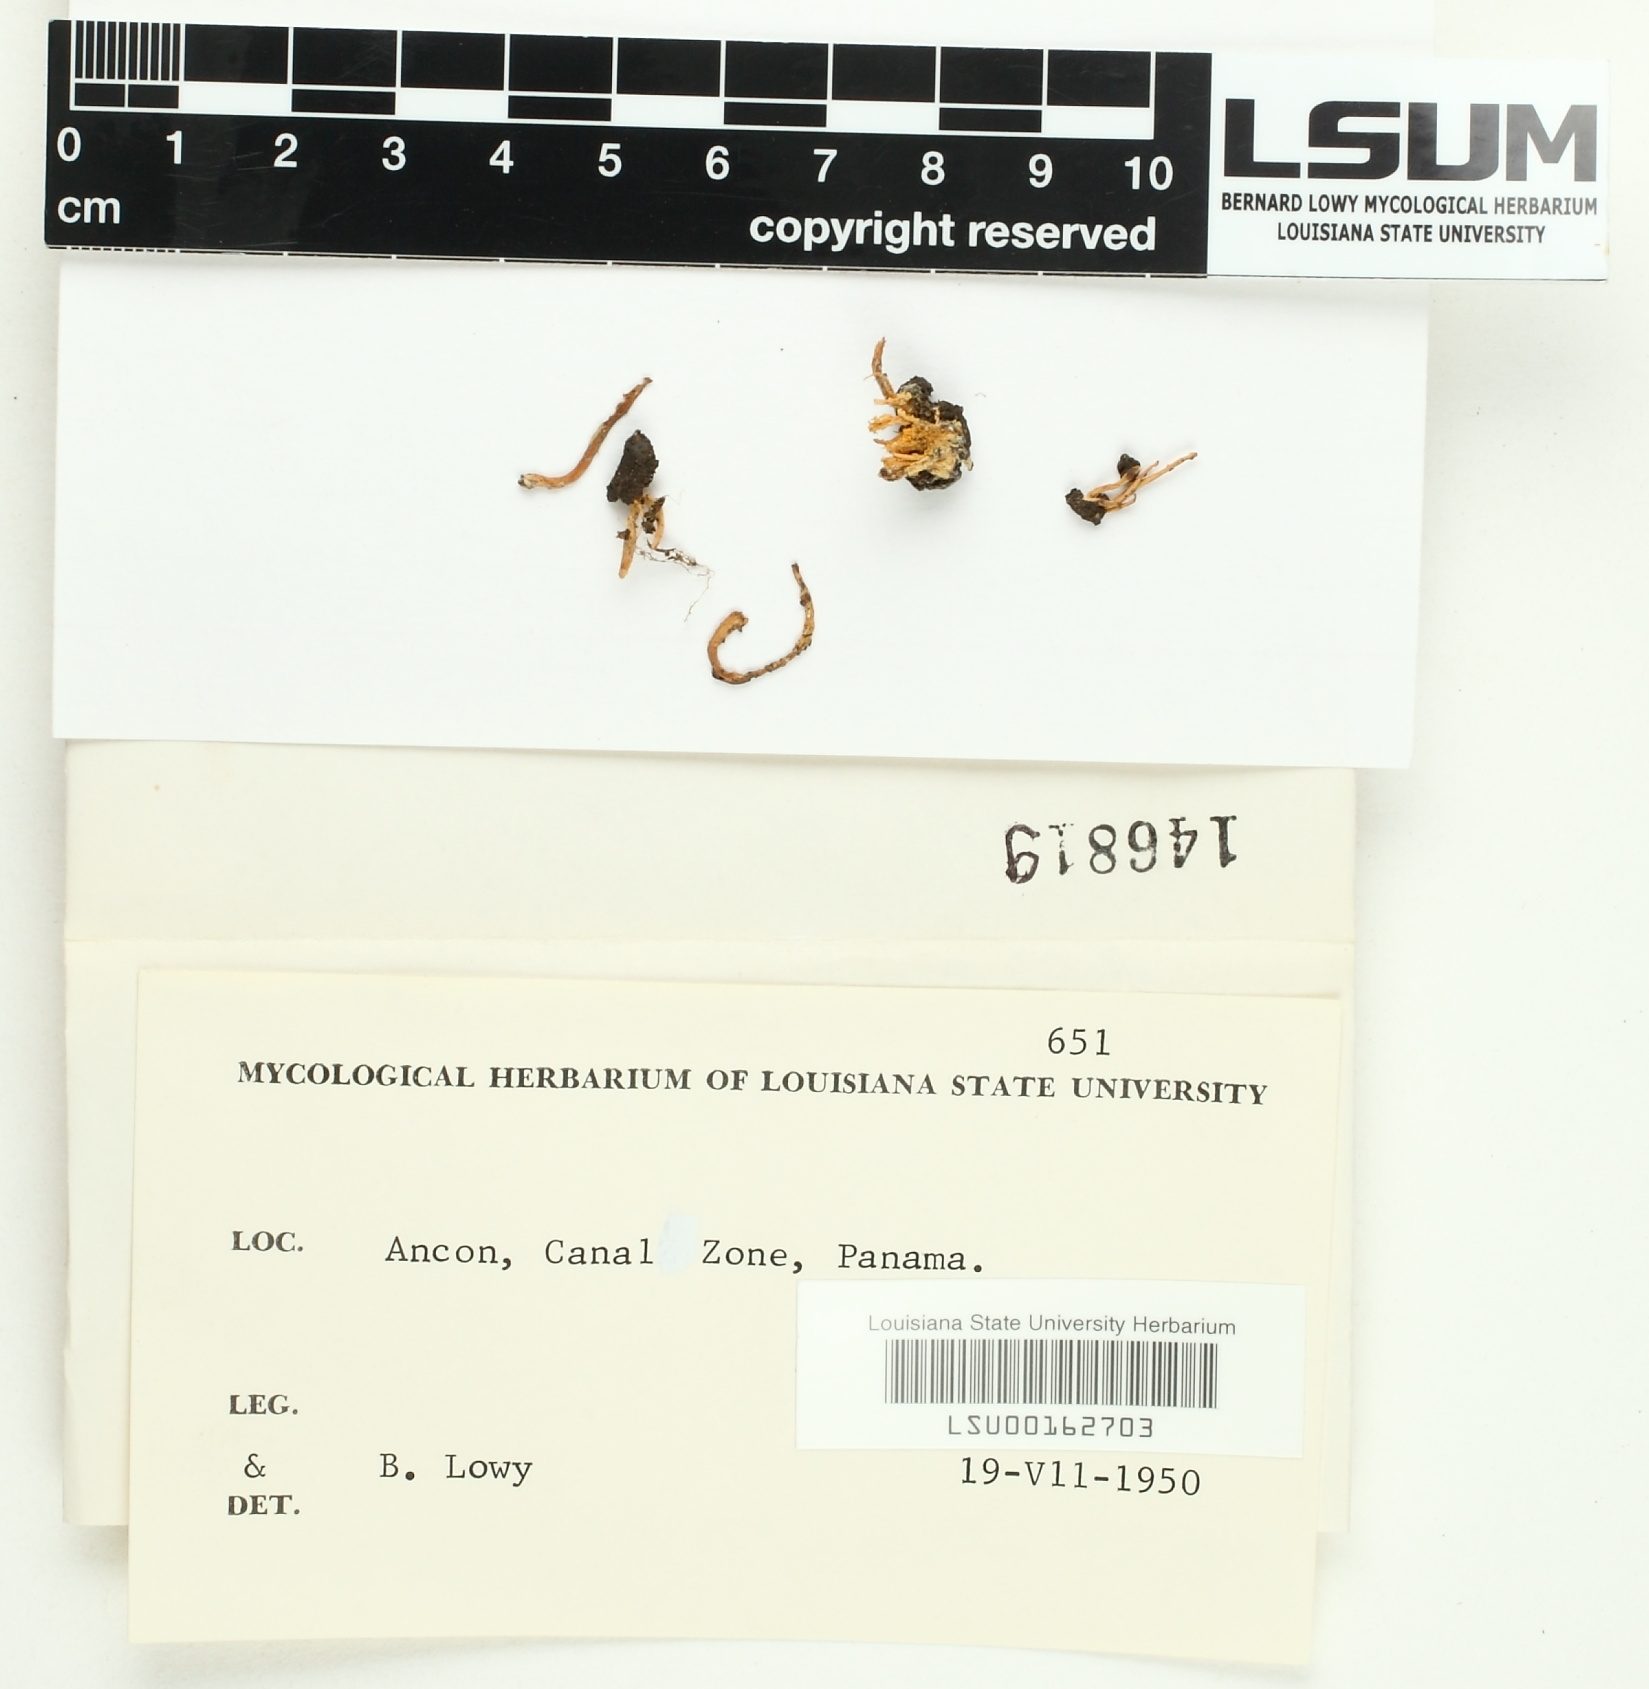 0 1 2 3 4 5 6 7 8 9 10
cm
copyright reserved
LSUM
BERNARD LOWY MYCOLOGICAL HERBARIUM
LOUISIANA STATE UNIVERSITY
146819
651
MYCOLOGICAL HERBARIUM OF LOUISIANA STATE UNIVERSITY
LOC. Ancon, Canal Zone, Panama.
Louisiana State University Herbarium
LSU00162703
LEG.
& B. Lowy 19-V11-1950
DET.